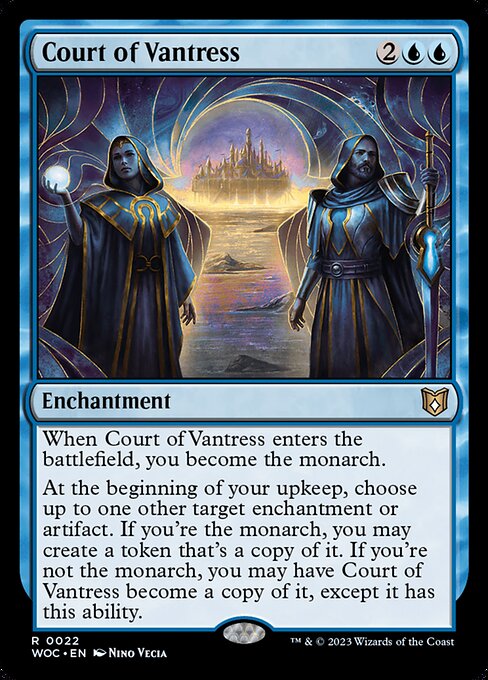 Court of Vantress 2
Enchantment
When Court of Vantress enters the
battlefield, you become the monarch.
At the beginning of your upkeep, choose
up to one other target enchantment or
artifact. If you're the monarch, you may
create a token that's a copy of it. If you're
not the monarch, you may have Court of
Vantress become a copy of it, except it has
this ability.
R 0022
WOC • EN Nino Vecia
™ & © 2023 Wizards of the Coast